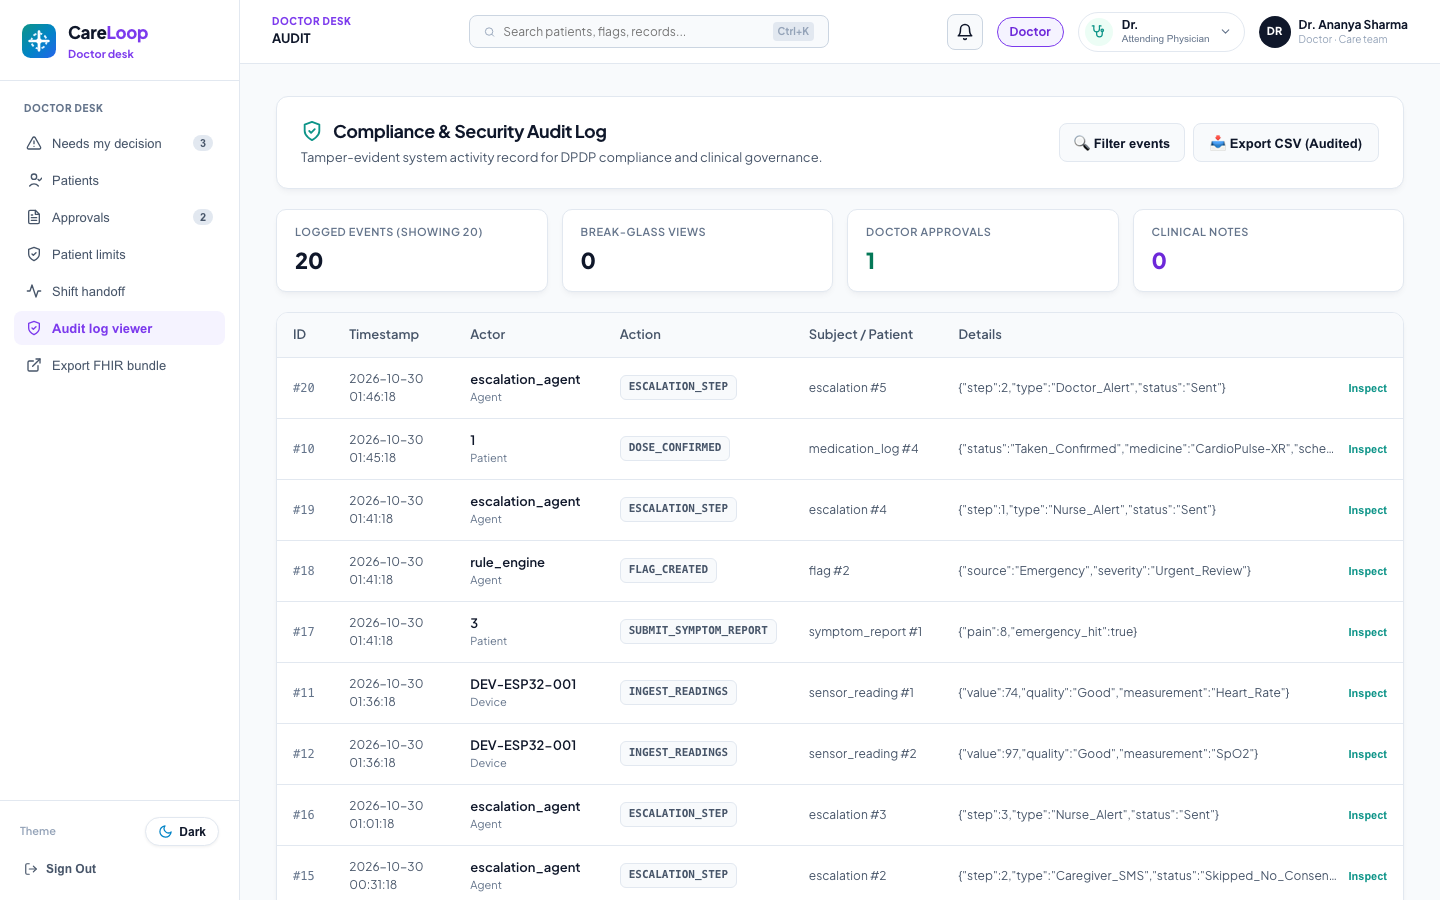 CareLoop
Doctor desk
DOCTOR DESK
Needs my decision 3
Patients
Approvals 2
Patient limits
Shift handoff
Audit log viewer
Export FHIR bundle
Theme Dark
Sign Out
DOCTOR DESK
AUDIT
Search patients, flags, records... Ctrl+K
Doctor
Dr.
Attending Physician
DR
Dr. Ananya Sharma
Doctor · Care team
Compliance & Security Audit Log
Tamper-evident system activity record for DPDP compliance and clinical governance.
Filter events
Export CSV (Audited)
LOGGED EVENTS (SHOWING 20)
20
BREAK-GLASS VIEWS
0
DOCTOR APPROVALS
1
CLINICAL NOTES
0
ID Timestamp Actor Action Subject / Patient Details
#20 2026-10-30 01:46:18 escalation_agent Agent ESCALATION_STEP escalation #5 {"step":2,"type":"Doctor_Alert","status":"Sent"} Inspect
#10 2026-10-30 01:45:18 1 Patient DOSE_CONFIRMED medication_log #4 {"status":"Taken_Confirmed","medicine":"CardioPulse-XR","sche... Inspect
#19 2026-10-30 01:41:18 escalation_agent Agent ESCALATION_STEP escalation #4 {"step":1,"type":"Nurse_Alert","status":"Sent"} Inspect
#18 2026-10-30 01:41:18 rule_engine Agent FLAG_CREATED flag #2 {"source":"Emergency","severity":"Urgent_Review"} Inspect
#17 2026-10-30 01:41:18 3 Patient SUBMIT_SYMPTOM_REPORT symptom_report #1 {"pain":8,"emergency_hit":true} Inspect
#11 2026-10-30 01:36:18 DEV-ESP32-001 Device INGEST_READINGS sensor_reading #1 {"value":74,"quality":"Good","measurement":"Heart_Rate"} Inspect
#12 2026-10-30 01:36:18 DEV-ESP32-001 Device INGEST_READINGS sensor_reading #2 {"value":97,"quality":"Good","measurement":"SpO2"} Inspect
#16 2026-10-30 01:01:18 escalation_agent Agent ESCALATION_STEP escalation #3 {"step":3,"type":"Nurse_Alert","status":"Sent"} Inspect
#15 2026-10-30 00:31:18 escalation_agent Agent ESCALATION_STEP escalation #2 {"step":2,"type":"Caregiver_SMS","status":"Skipped_No_Consen... Inspect